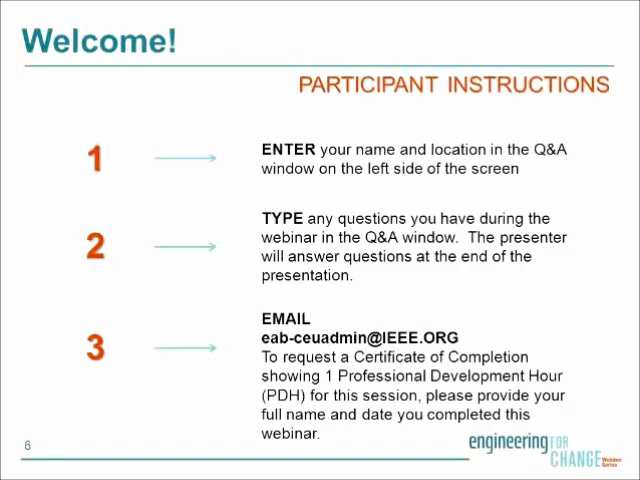 Welcome!
PARTICIPANT INSTRUCTIONS
1
ENTER your name and location in the Q&A
window on the left side of the screen
2
TYPE any questions you have during the
webinar in the Q&A window. The presenter
will answer questions at the end of the
presentation.
3
EMAIL
eab-ceuadmin@IEEE.ORG
To request a Certificate of Completion
showing 1 Professional Development Hour
(PDH) for this session, please provide your
full name and date you completed this
webinar.
6
engineering FOR
CHANGE Webinar
Series